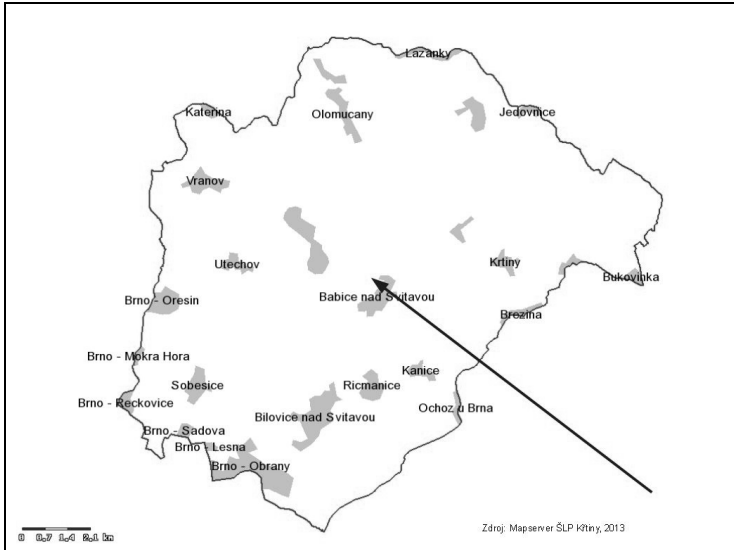 Lazanky
Katerina
Olomucany
Jedovnice
Vranov
Utechov
Krtiny
Bukovinka
Brno - Oresin
Babice nad Svitavou
Brezina
Brno - Mokra Hora
Kanice
Sobesice
Ricmanice
Brno - Reckovice
Ochoz u Brna
Bilovice nad Svitavou
Brno - Sadova
Brno - Lesna
Brno - Obrany
Zdroj: Mapserver ŠLP Křtiny, 2013
0 0,7 1,4 2,1 km